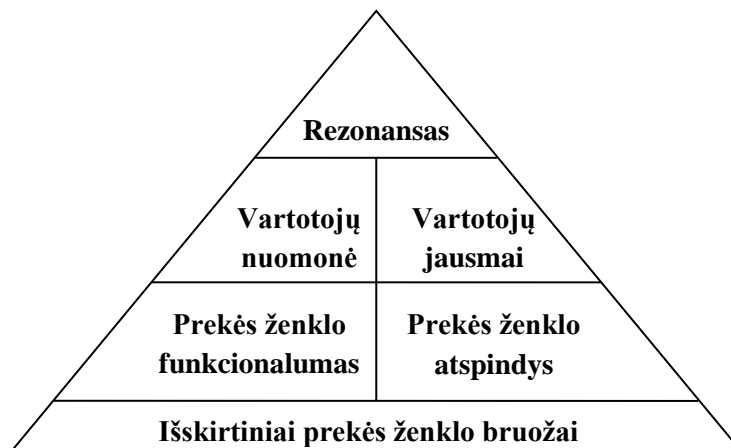 Rezonansas
Vartotojų
nuomonė
Vartotojų
jausmai
Prekės ženklo
funkcionalumas
Prekės ženklo
atspindys
Išskirtiniai prekės ženklo bruožai